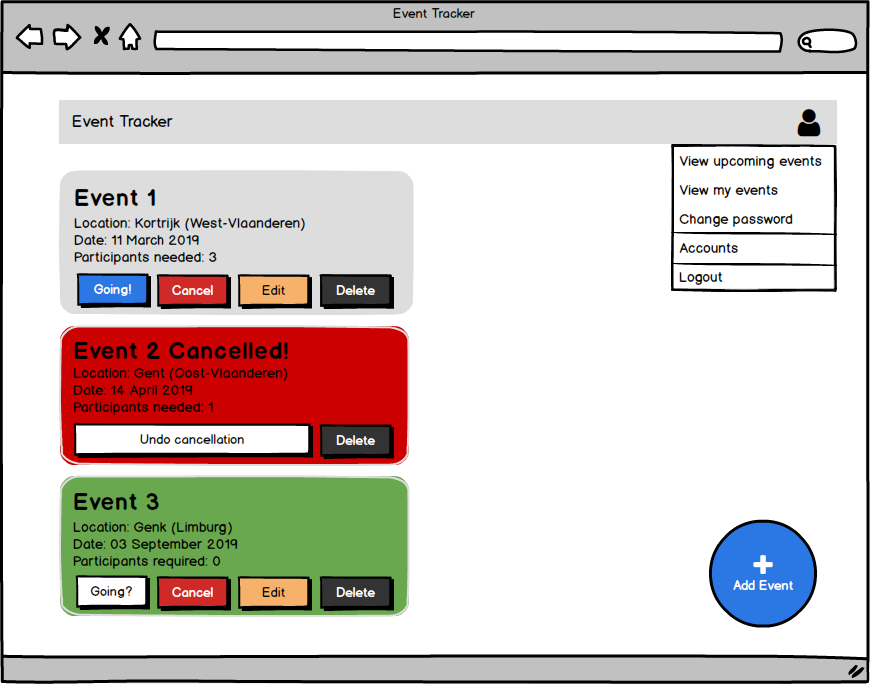 Event Tracker
Event Tracker
View upcoming events
View my events
Change password
Accounts
Logout
Event 1
Location: Kortrijk (West-Vlaanderen)
Date: 11 March 2019
Participants needed: 3
Going! Cancel Edit Delete
Event 2 Cancelled!
Location: Gent (Oost-Vlaanderen)
Date: 14 April 2019
Participants needed: 1
Undo cancellation Delete
Event 3
Location: Genk (Limburg)
Date: 03 September 2019
Participants required: 0
Going? Cancel Edit Delete
Add Event